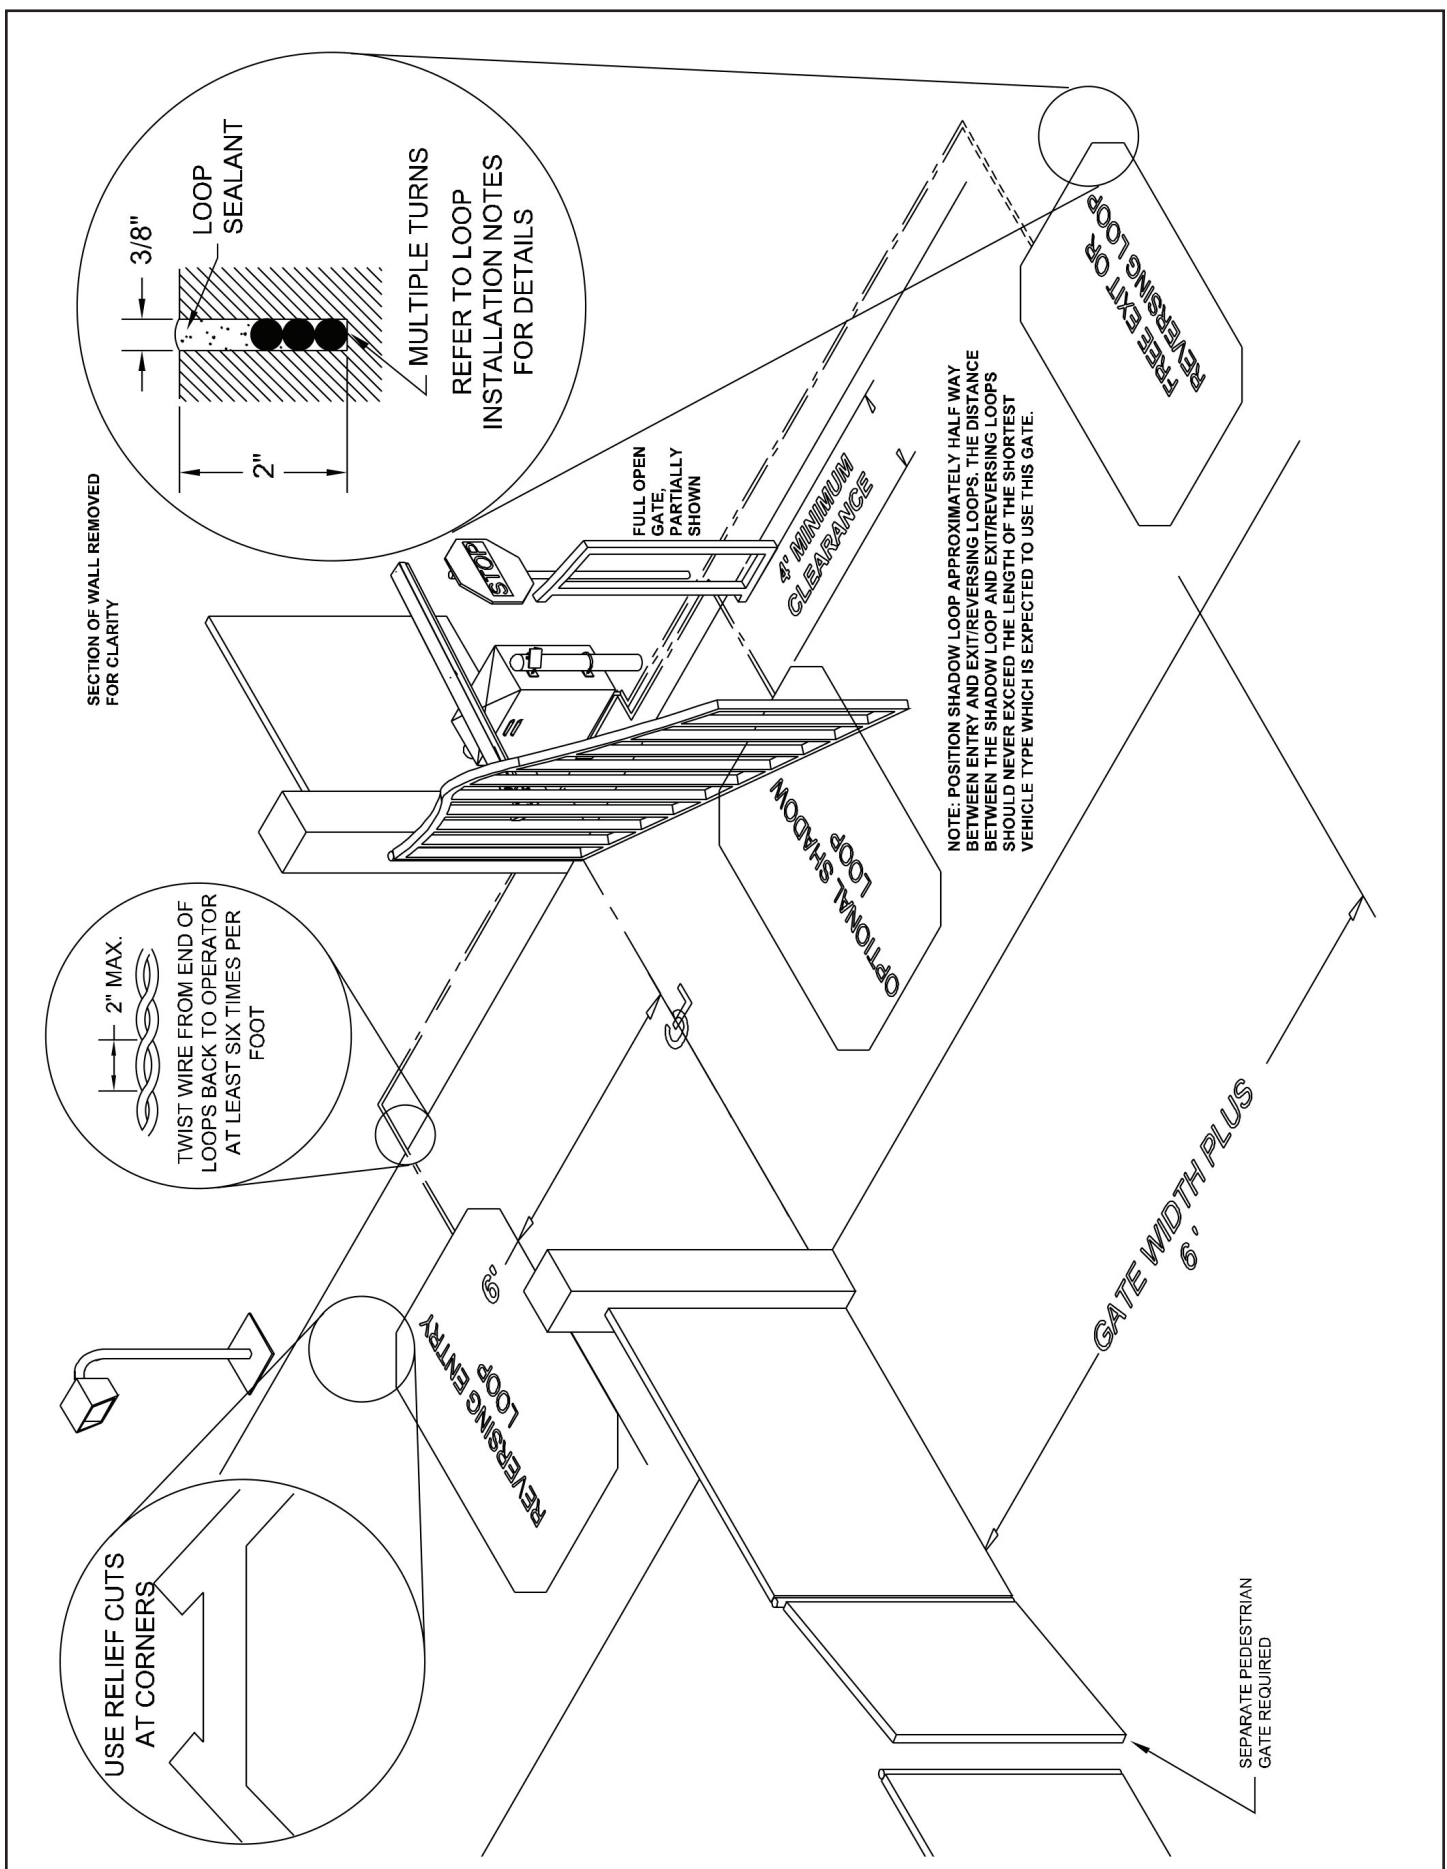 SECTION OF WALL REMOVED
FOR CLARITY
3/8"
LOOP
SEALANT
2"
MULTIPLE TURNS
REFER TO LOOP
INSTALLATION NOTES
FOR DETAILS
2" MAX.
TWIST WIRE FROM END OF
LOOPS BACK TO OPERATOR
AT LEAST SIX TIMES PER
FOOT
USE RELIEF CUTS
AT CORNERS
STOP
FULL OPEN
GATE,
PARTIALLY
SHOWN
4' MINIMUM
CLEARANCE
REVERSING ENTRY
LOOP
6'
CL
OPTIONAL SHADOW
LOOP
FREE EXIT OR
REVERSING LOOP
NOTE: POSITION SHADOW LOOP APPROXIMATELY HALF WAY
BETWEEN ENTRY AND EXIT/REVERSING LOOPS. THE DISTANCE
BETWEEN THE SHADOW LOOP AND EXIT/REVERSING LOOPS
SHOULD NEVER EXCEED THE LENGTH OF THE SHORTEST
VEHICLE TYPE WHICH IS EXPECTED TO USE THIS GATE.
GATE WIDTH PLUS
6'
SEPARATE PEDESTRIAN
GATE REQUIRED